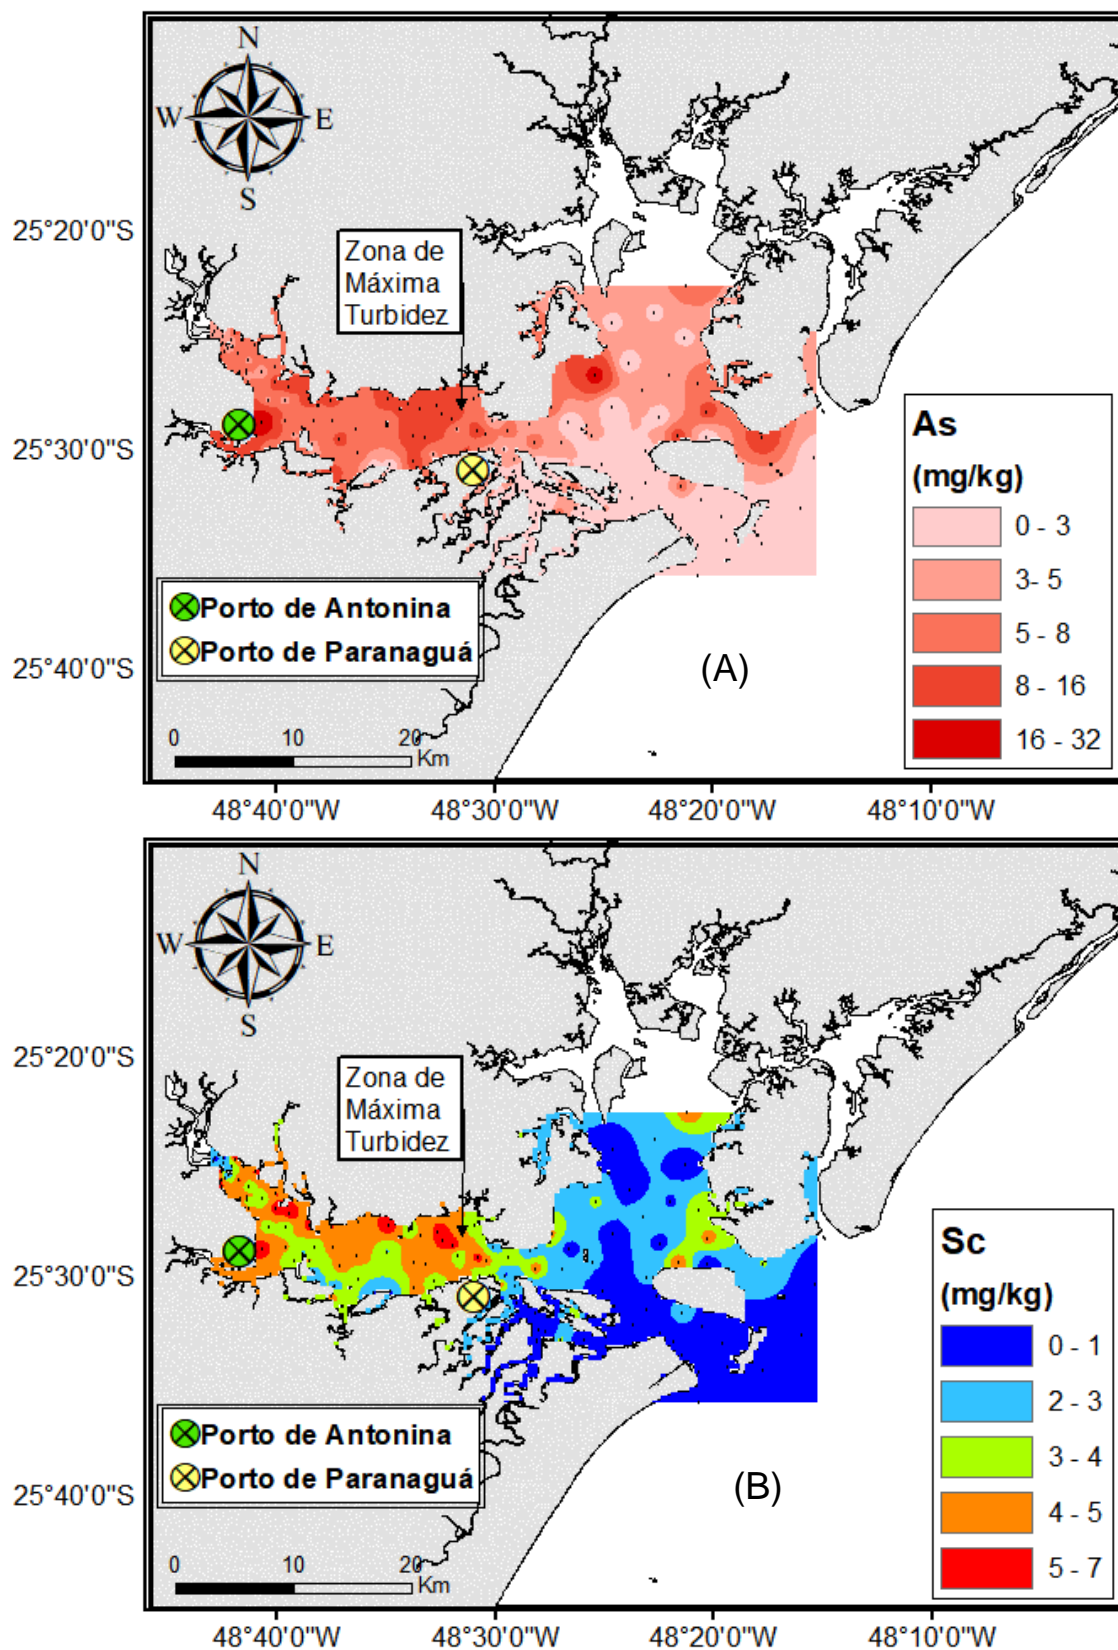 N
W E
S
25°20'0"S
Zona de
Máxima
Turbidez
25°30'0"S
As
(mg/kg)
0 - 3
3- 5
5 - 8
8 - 16
16 - 32
Porto de Antonina
Porto de Paranaguá
25°40'0"S
(A)
0 10 20
Km
48°40'0"W 48°30'0"W 48°20'0"W 48°10'0"W
N
W E
S
25°20'0"S
Zona de
Máxima
Turbidez
25°30'0"S
Sc
(mg/kg)
0 - 1
2 - 3
3 - 4
4 - 5
5 - 7
Porto de Antonina
Porto de Paranaguá
25°40'0"S
(B)
0 10 20
Km
48°40'0"W 48°30'0"W 48°20'0"W 48°10'0"W